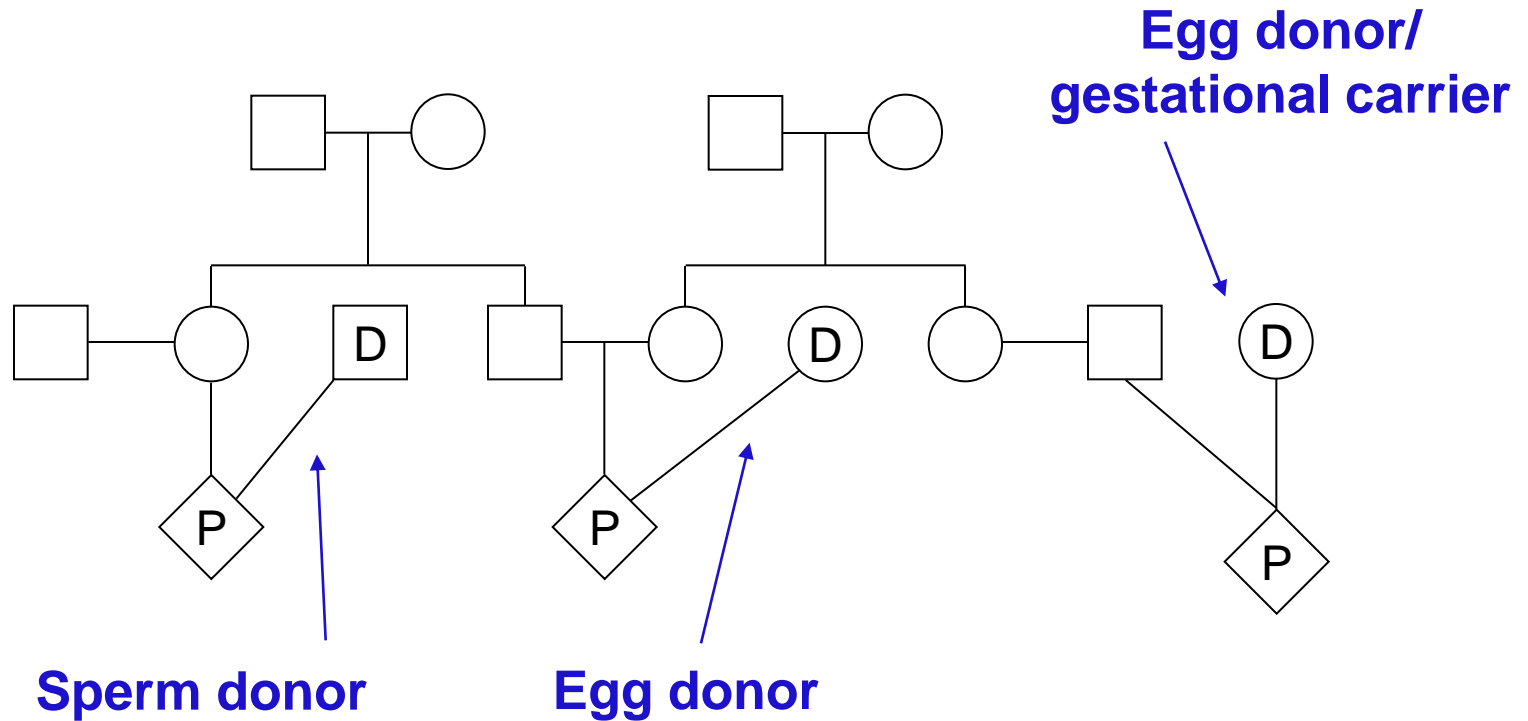 Egg donor/
gestational carrier
D
D
D
P
P
P
Sperm donor
Egg donor